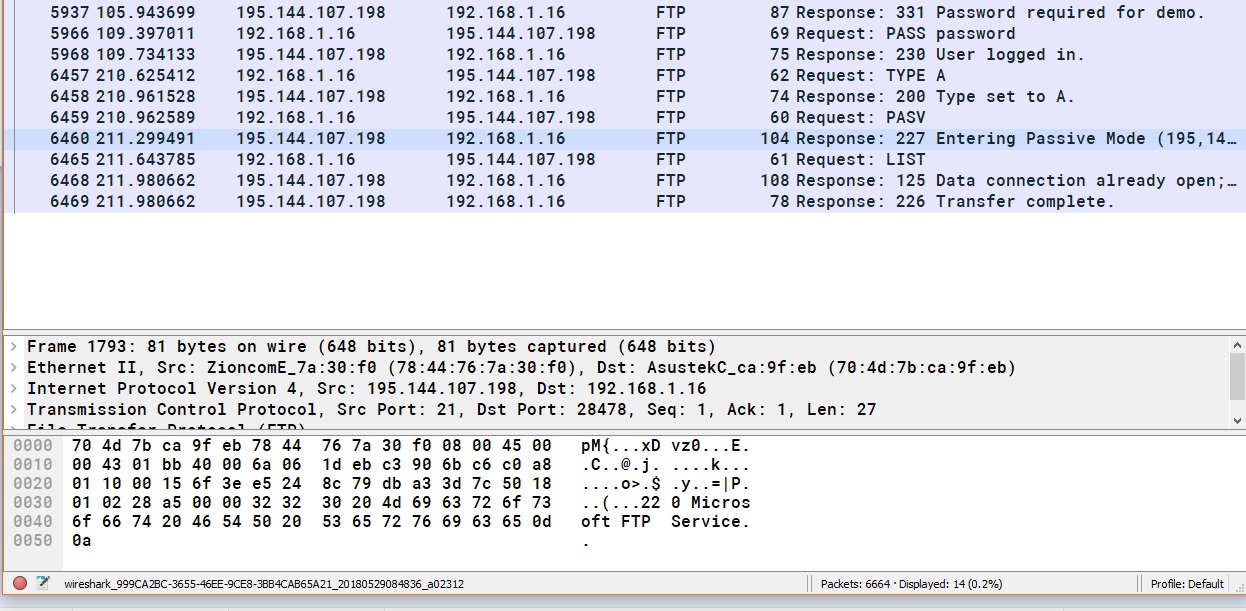 5937 105.943699 195.144.107.198 192.168.1.16 FTP 87 Response: 331 Password required for demo.
5966 109.397011 192.168.1.16 195.144.107.198 FTP 69 Request: PASS password
5968 109.734133 195.144.107.198 192.168.1.16 FTP 75 Response: 230 User logged in.
6457 210.625412 192.168.1.16 195.144.107.198 FTP 62 Request: TYPE A
6458 210.961528 195.144.107.198 192.168.1.16 FTP 74 Response: 200 Type set to A.
6459 210.962589 192.168.1.16 195.144.107.198 FTP 60 Request: PASV
6460 211.299491 195.144.107.198 192.168.1.16 FTP 104 Response: 227 Entering Passive Mode (195,14…
6465 211.643785 192.168.1.16 195.144.107.198 FTP 61 Request: LIST
6468 211.980662 195.144.107.198 192.168.1.16 FTP 108 Response: 125 Data connection already open;…
6469 211.980662 195.144.107.198 192.168.1.16 FTP 78 Response: 226 Transfer complete.
Frame 1793: 81 bytes on wire (648 bits), 81 bytes captured (648 bits)
Ethernet II, Src: ZioncomE_7a:30:f0 (78:44:76:7a:30:f0), Dst: AsustekC_ca:9f:eb (70:4d:7b:ca:9f:eb)
Internet Protocol Version 4, Src: 195.144.107.198, Dst: 192.168.1.16
Transmission Control Protocol, Src Port: 21, Dst Port: 28478, Seq: 1, Ack: 1, Len: 27
File Transfer Protocol (FTP)
0000 70 4d 7b ca 9f eb 78 44 76 7a 30 f0 08 00 45 00 pM{...xD vz0...E.
0010 00 43 01 bb 40 00 6a 06 1d eb c3 90 6b c6 c0 a8 .C..@.j. ....k...
0020 01 10 00 15 6f 3e e5 24 8c 79 db a3 3d 7c 50 18 ....o>.$ .y..=|P.
0030 01 02 28 a5 00 00 32 32 30 20 4d 69 63 72 6f 73 ..(...22 0 Micros
0040 6f 66 74 20 46 54 50 20 53 65 72 76 69 63 65 0d oft FTP  Service.
0050 0a .
wireshark_999CA2BC-3655-46EE-9CE8-3BB4CAB65A21_20180529084836_a02312 Packets: 6664 · Displayed: 14 (0.2%) Profile: Default